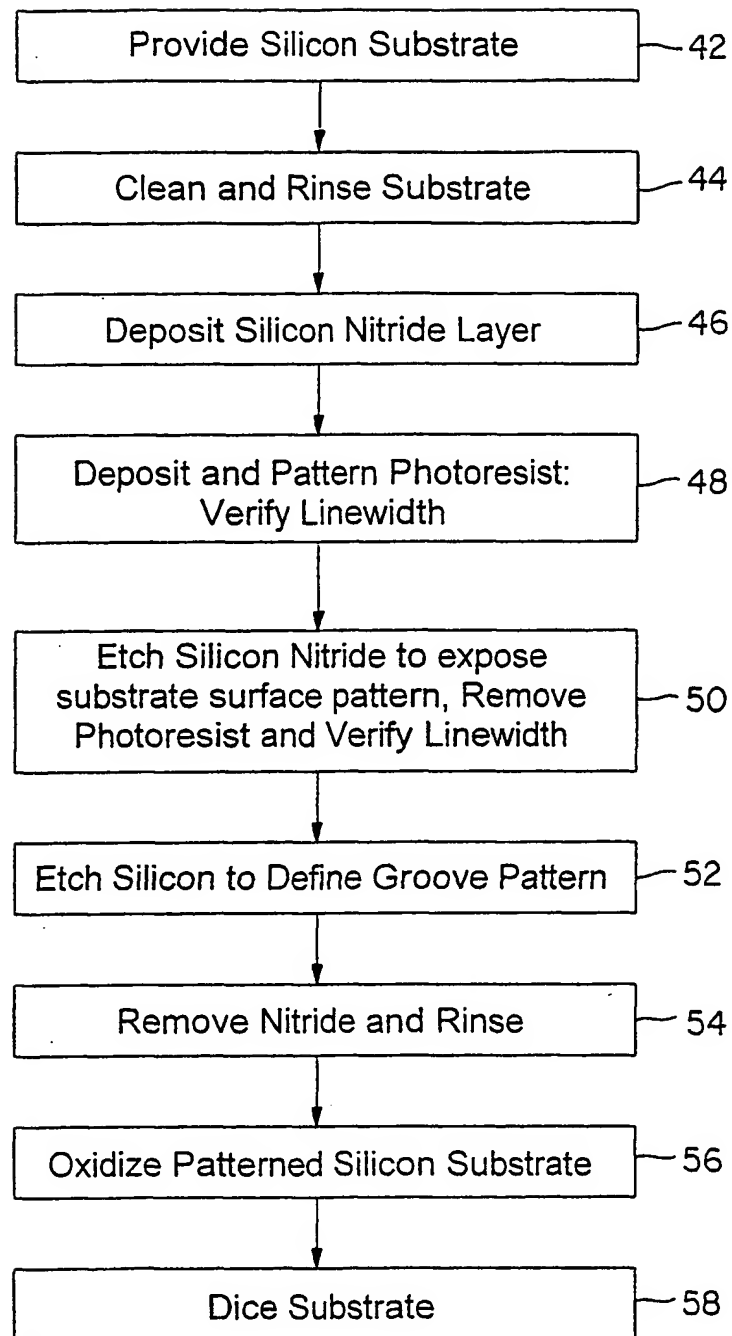 Provide Silicon Substrate 42
Clean and Rinse Substrate 44
Deposit Silicon Nitride Layer 46
Deposit and Pattern Photoresist:
Verify Linewidth 48
Etch Silicon Nitride to expose
substrate surface pattern, Remove 50
Photoresist and Verify Linewidth
Etch Silicon to Define Groove Pattern 52
Remove Nitride and Rinse 54
Oxidize Patterned Silicon Substrate 56
Dice Substrate 58